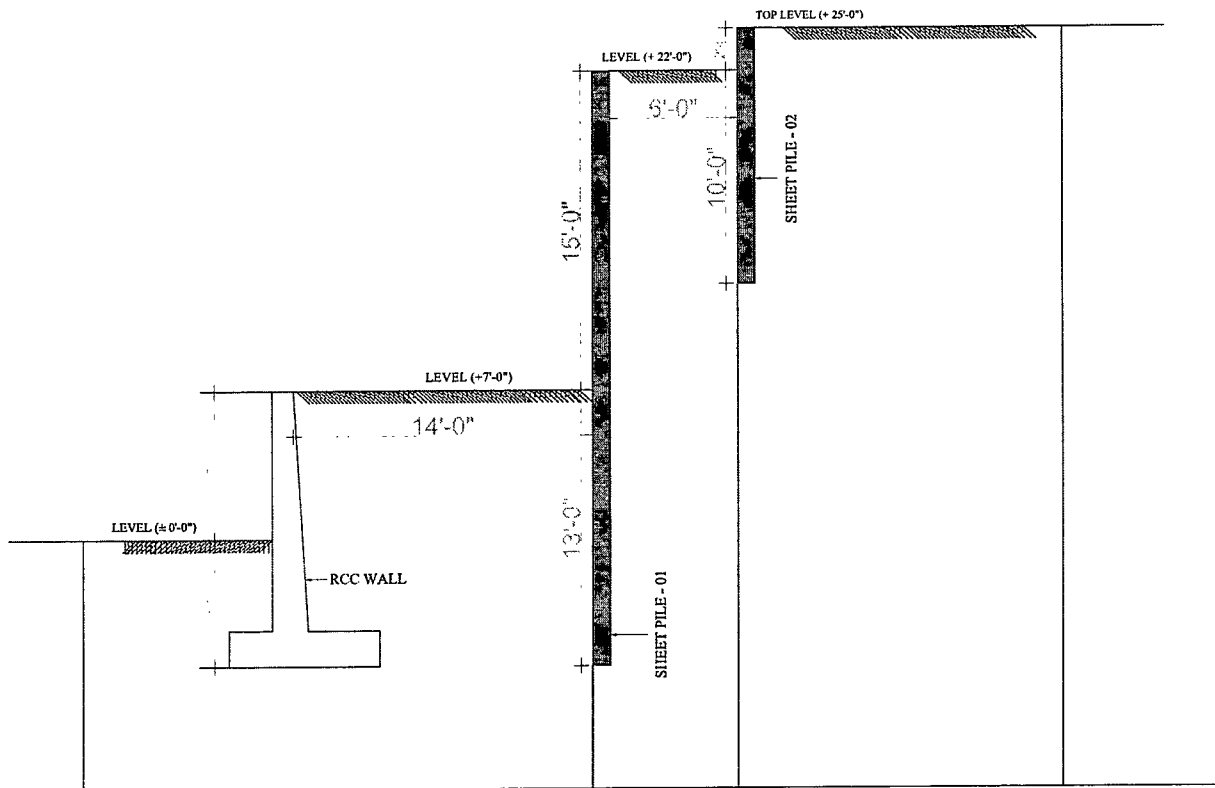 TOP LEVEL (+ 25'-0")
LEVEL (+ 22'-0")
6'-0"
10'-0"
SHEET PILE - 02
15'-0"
LEVEL (+7'-0")
14'-0"
LEVEL (± 0'-0")
13'-0"
RCC WALL
SHEET PILE - 01